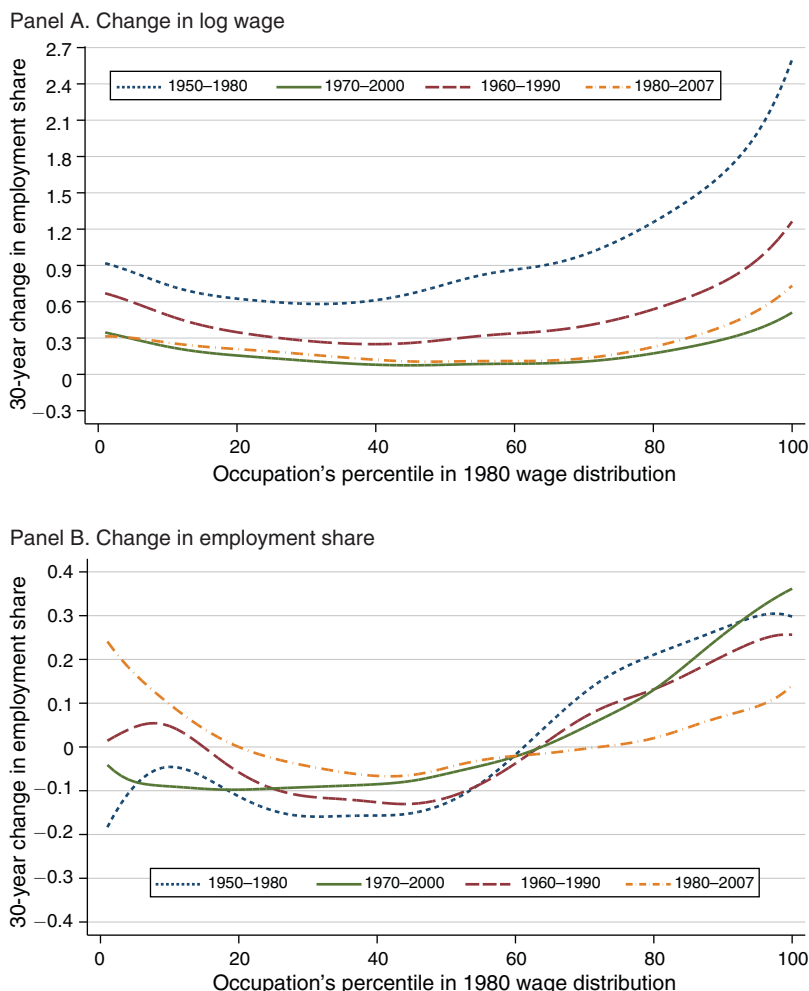 Panel A. Change in log wage
30-year change in employment share
2.7
2.4
2.1
1.8
1.5
1.2
0.9
0.6
0.3
0
−0.3
1950–1980 1970–2000 1960–1990 1980–2007
0 20 40 60 80 100
Occupation's percentile in 1980 wage distribution
Panel B. Change in employment share
30-year change in employment share
0.4
0.3
0.2
0.1
0
−0.1
−0.2
−0.3
−0.4
1950–1980 1970–2000 1960–1990 1980–2007
0 20 40 60 80 100
Occupation's percentile in 1980 wage distribution